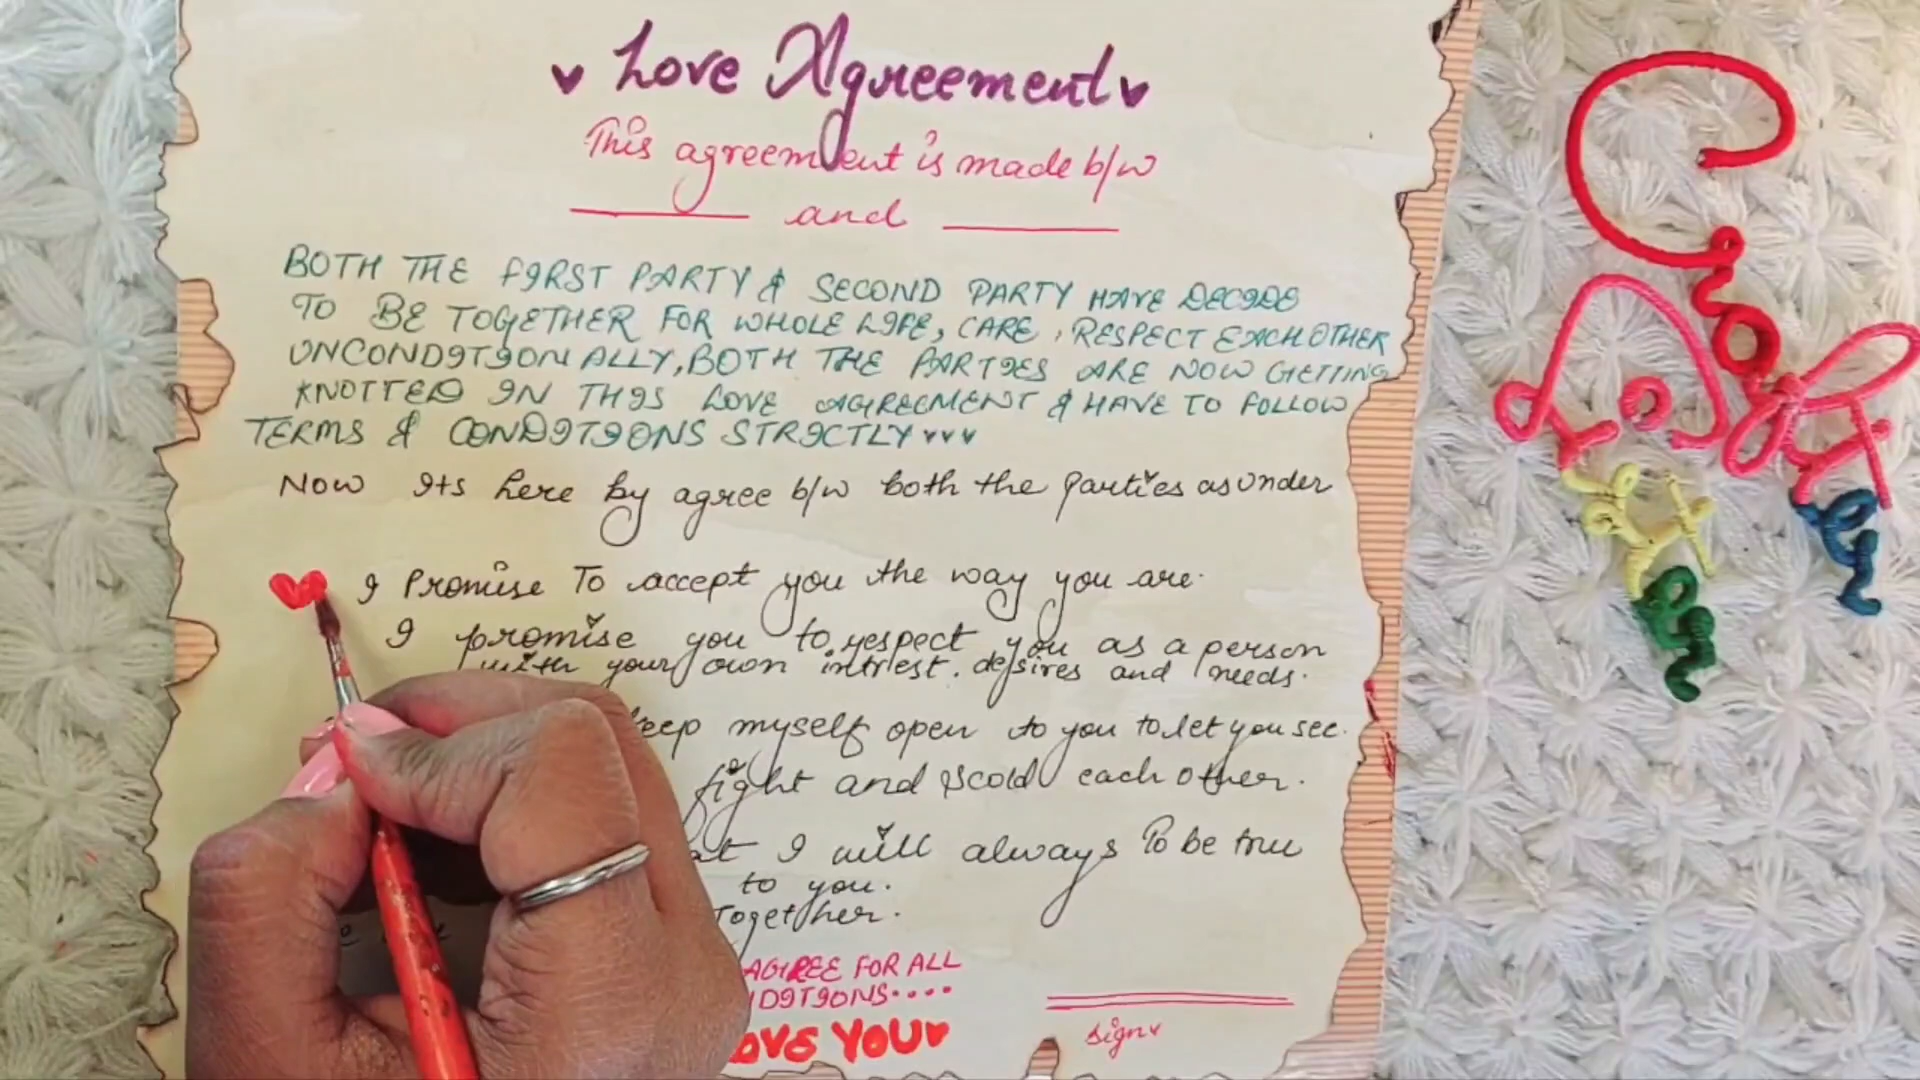 Love Agreement
This agreement is made b/w
and
BOTH THE FIRST PARTY & SECOND PARTY HAVE DECIDE
TO BE TOGETHER FOR WHOLE LIFE, CARE, RESPECT EACH OTHER
UNCONDITIONALLY, BOTH THE PARTIES ARE NOW GETTING
KNOTTED IN THIS LOVE AGREEMENT & HAVE TO FOLLOW
TERMS & CONDITIONS STRICTLY
Now Its here by agree b/w both the parties as under
I Promise To accept you the way you are.
I promise you to respect you as a person
with your own intrest. desires and needs.
keep myself open to you to let you see.
fight and scold each other.
at I will always To be true
to you.
Together.
AGREE FOR ALL
NDITIONS....
OVE YOU
Sign